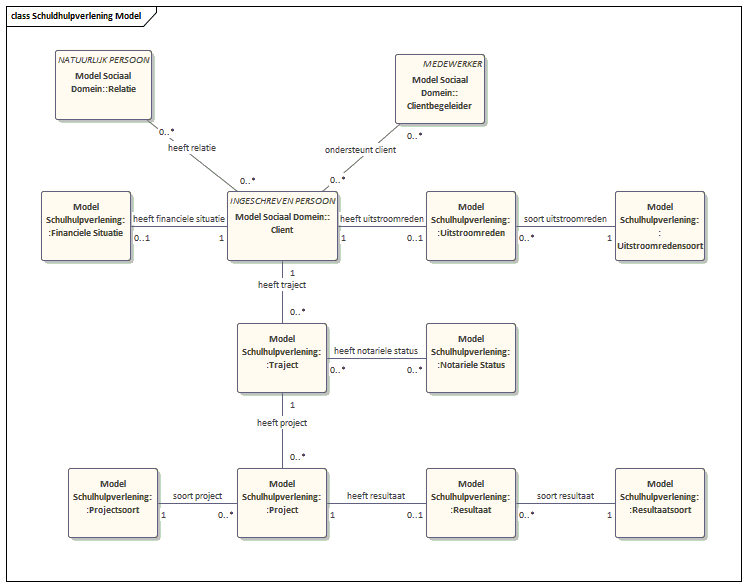 class Schuldhulpverlening Model
NATUURLIJK PERSOON
Model Sociaal
Domein::Relatie
MEDEWERKER
Model Sociaal
Domein::
Clientbegeleider
0..*
heeft relatie
0..*
0..*
ondersteunt client
0..*
Model
Schulhulpverlening:
:Financiele Situatie
heeft financiele situatie
0..1
1
INGESCHREVEN PERSOON
Model Sociaal Domein::
Client
heeft uitstroomreden
1
0..1
Model
Schulhulpverlening:
:Uitstroomreden
soort uitstroomreden
0..*
1
Model
Schulhulpverlening:
:
Uitstroomredensoort
1
heeft traject
0..*
Model
Schulhulpverlening:
:Traject
heeft notariele status
0..*
0..*
Model
Schulhulpverlening:
:Notariele Status
1
heeft project
0..*
Model
Schulhulpverlening:
:Projectsoort
soort project
1
0..*
Model
Schulhulpverlening:
:Project
heeft resultaat
1
0..1
Model
Schulhulpverlening:
:Resultaat
soort resultaat
0..*
1
Model
Schulhulpverlening:
:Resultaatsoort